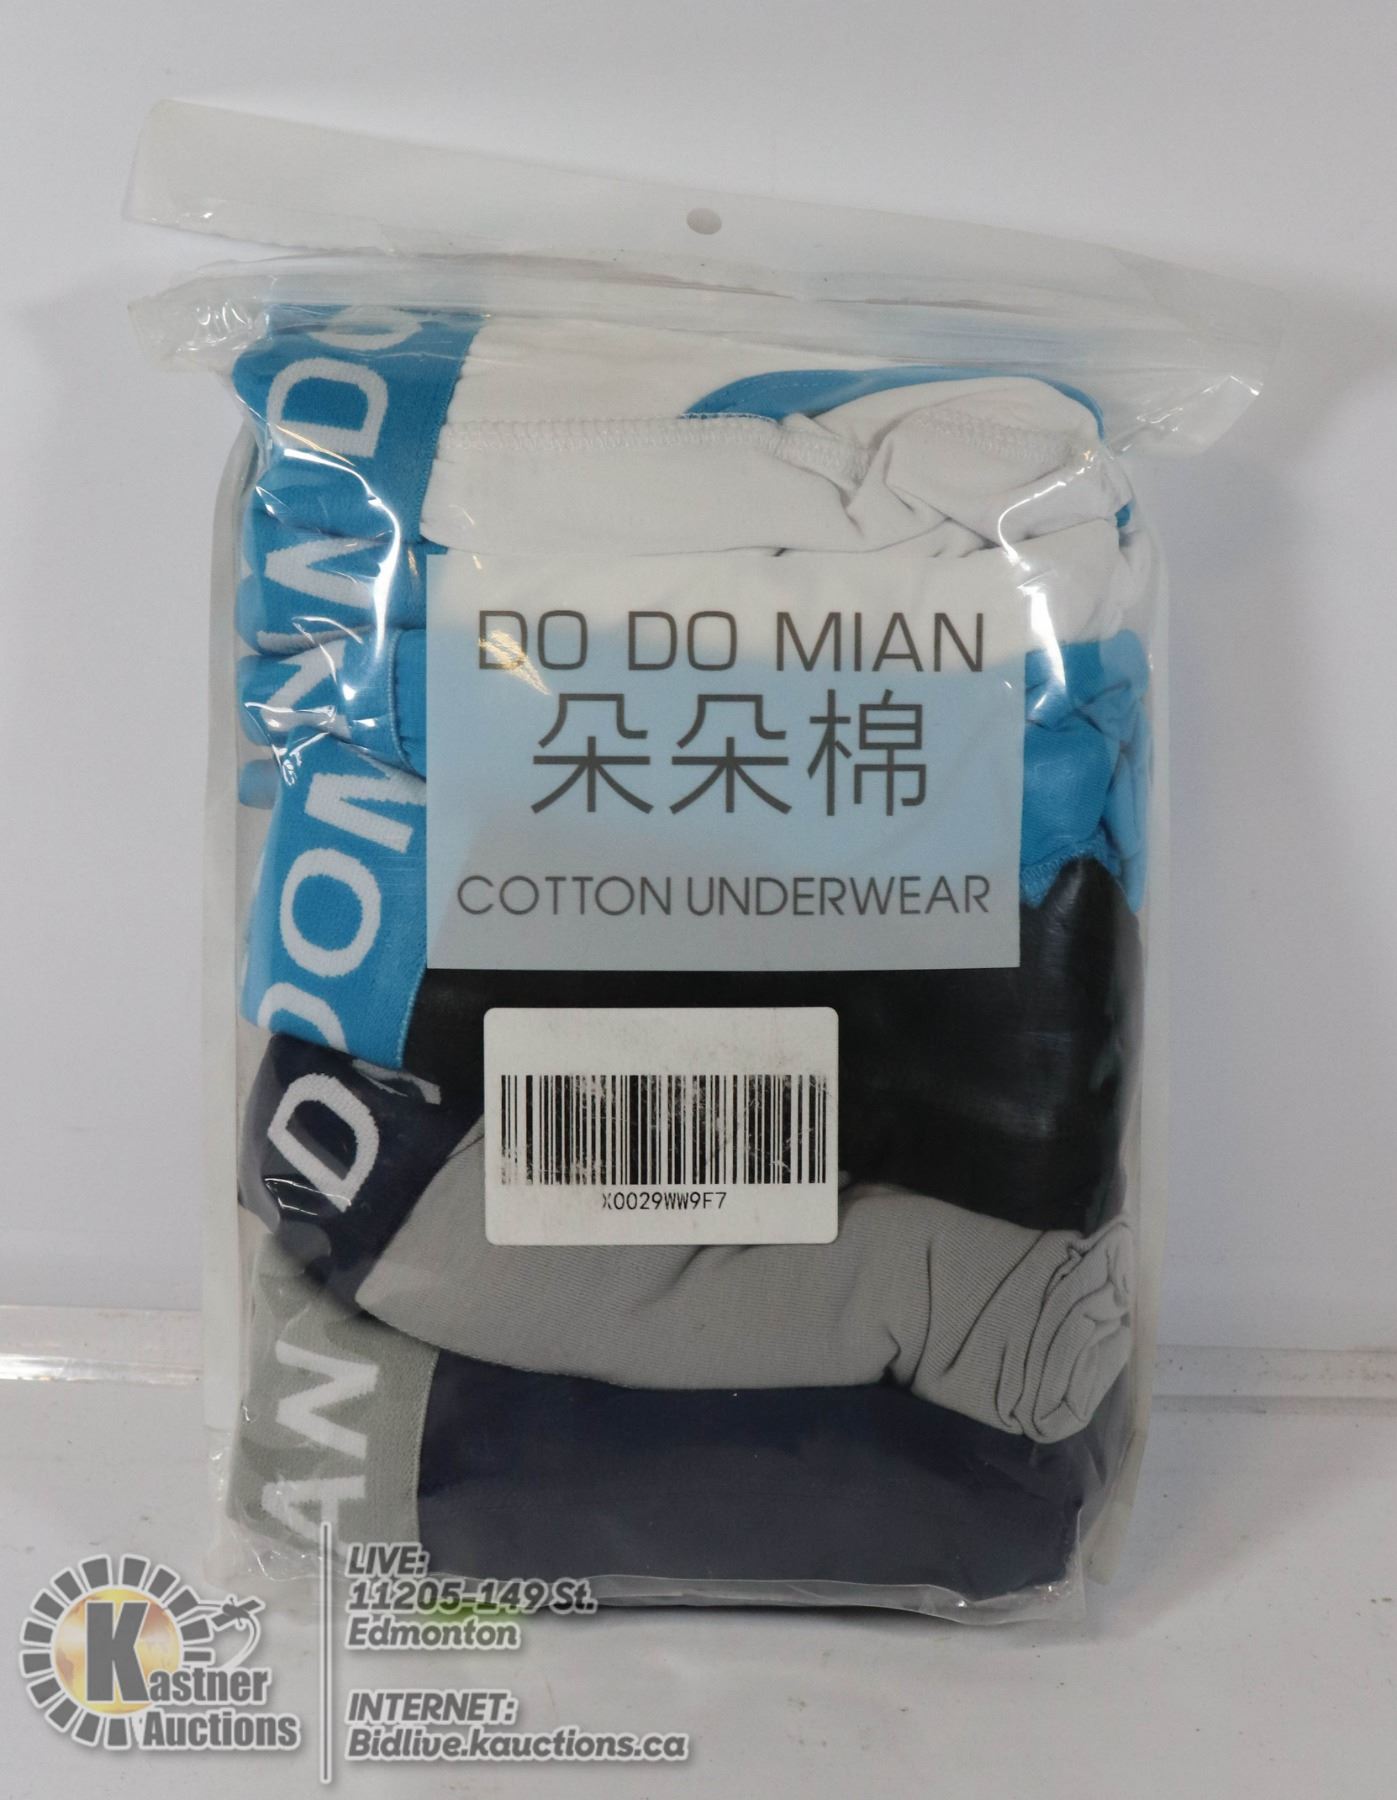 DO DO MIAN
朵朵棉
COTTON UNDERWEAR
X0029WW9F7
Kastner
Auctions
LIVE:
11205-149 St.
Edmonton
INTERNET:
Bidlive.kauctions.ca